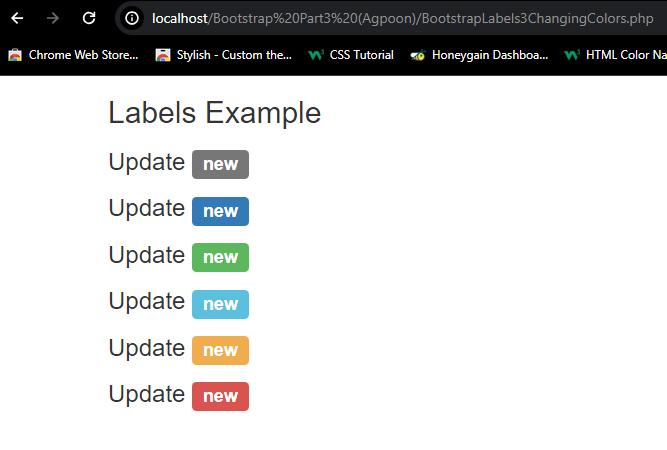 localhost/Bootstrap%20Part3%20(Agpoon)/BootstrapLabels3ChangingColors.php
Chrome Web Store... Stylish - Custom the... CSS Tutorial Honeygain Dashboa... HTML Color Na
Labels Example
Update new
Update new
Update new
Update new
Update new
Update new